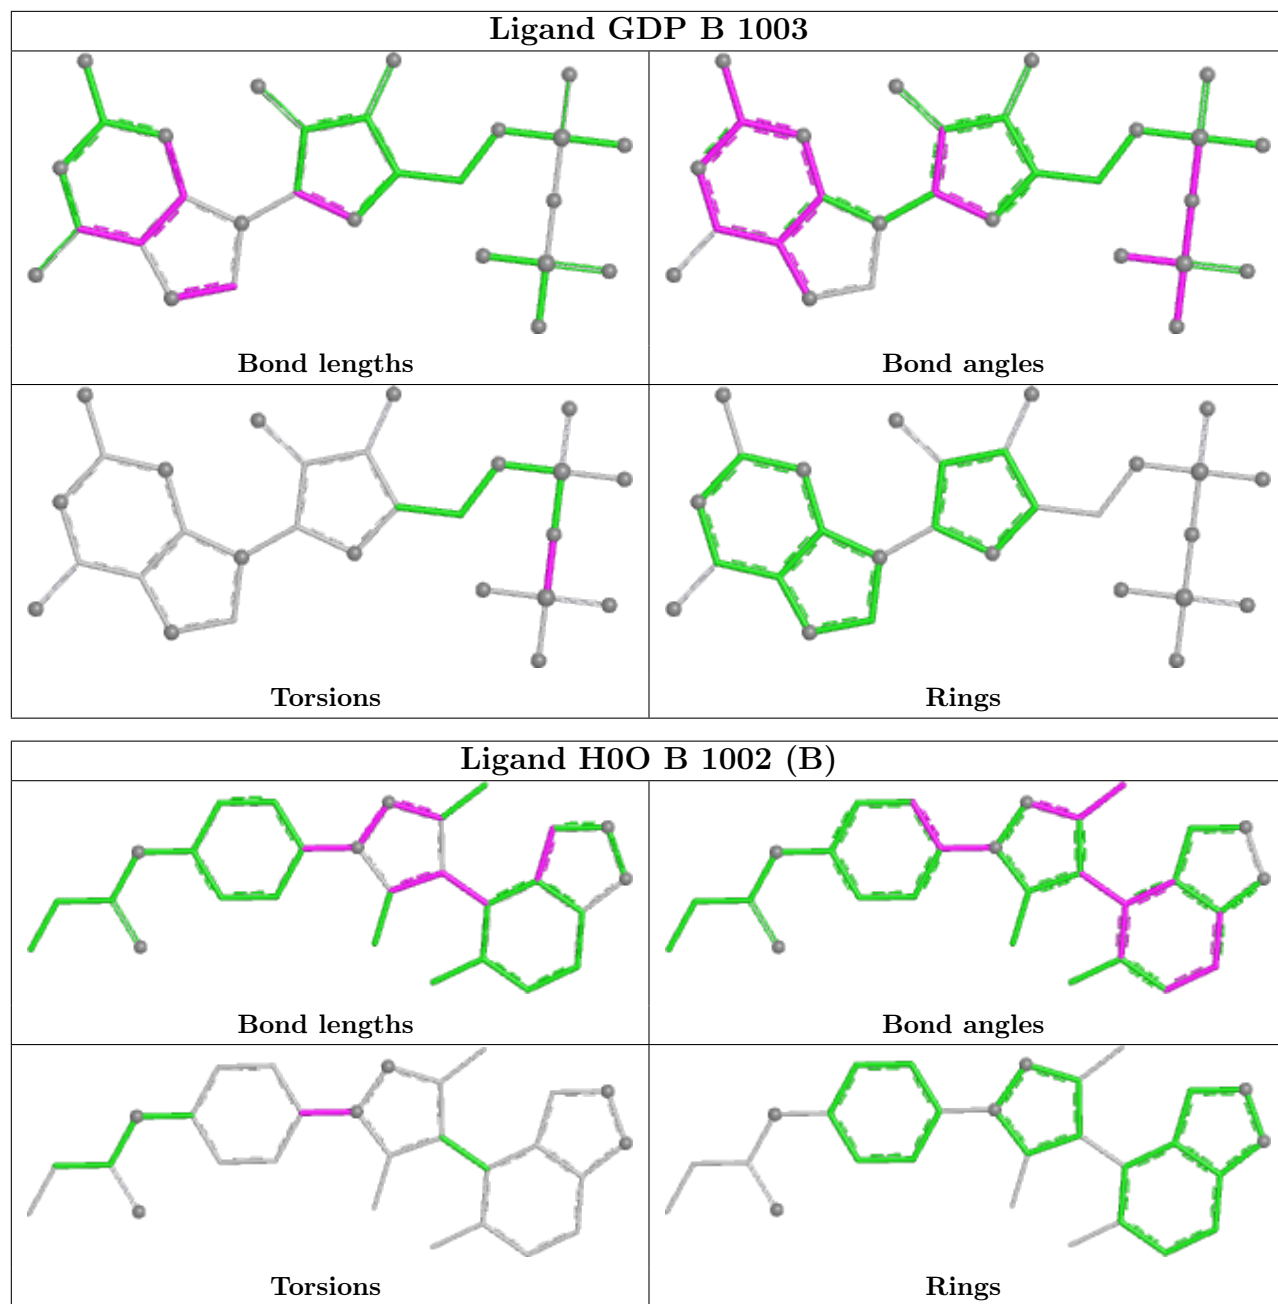 Ligand GDP B 1003
Bond lengths
Bond angles
Torsions
Rings
Ligand H0O B 1002 (B)
Bond lengths
Bond angles
Torsions
Rings